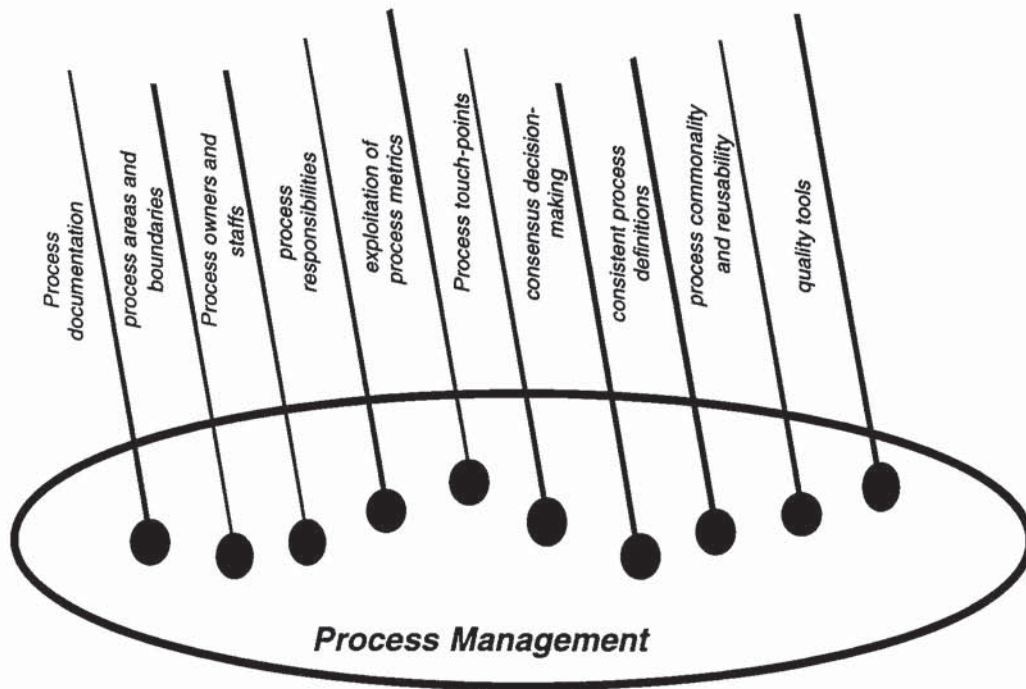 Process
documentation
process areas and
boundaries
Process owners and
staffs
process
responsibilities
exploitation of
process metrics
Process touch-points
consensus decision-
making
consistent process
definitions
process commonality
and reusability
quality tools
Process Management